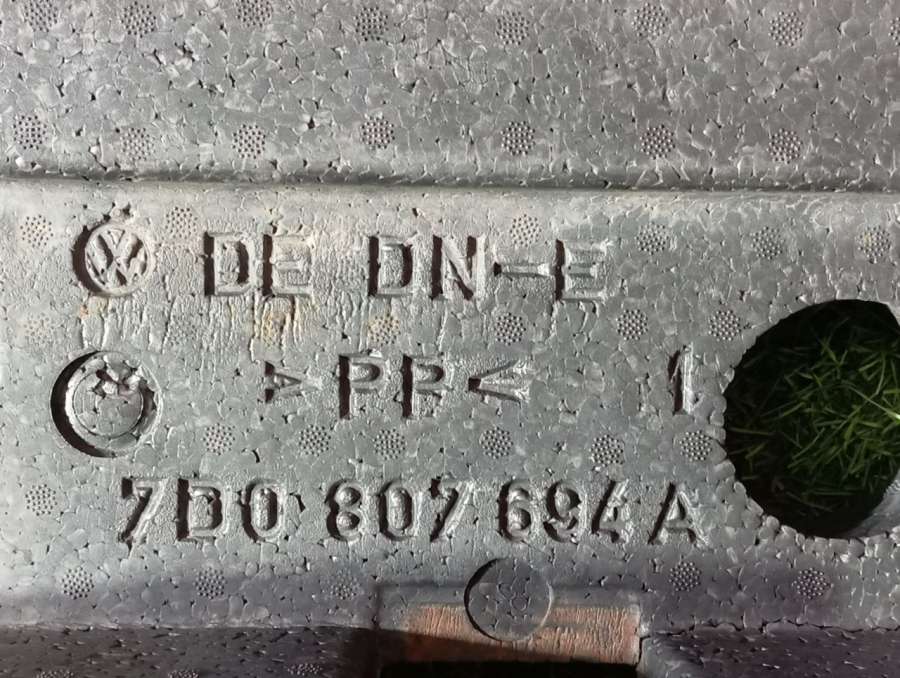 DE DN-E
>PP< 1
7D0 807 694 A